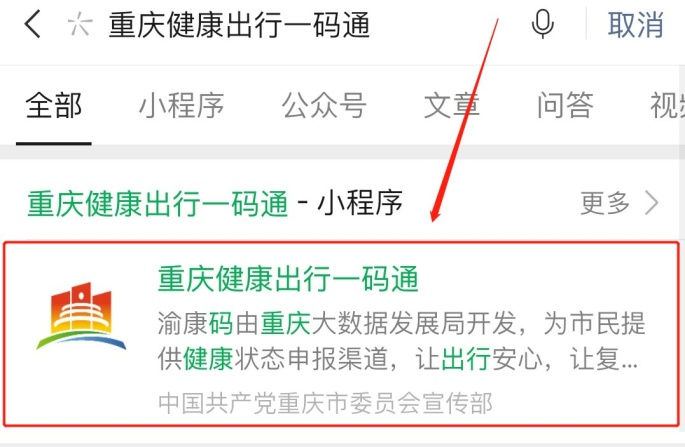 重庆健康出行一码通 取消
全部 小程序 公众号 文章 问答
重庆健康出行一码通 - 小程序 更多
重庆健康出行一码通
渝康码由重庆大数据发展局开发，为市民提
供健康状态申报渠道，让出行安心，让复...
中国共产党重庆市委员会宣传部